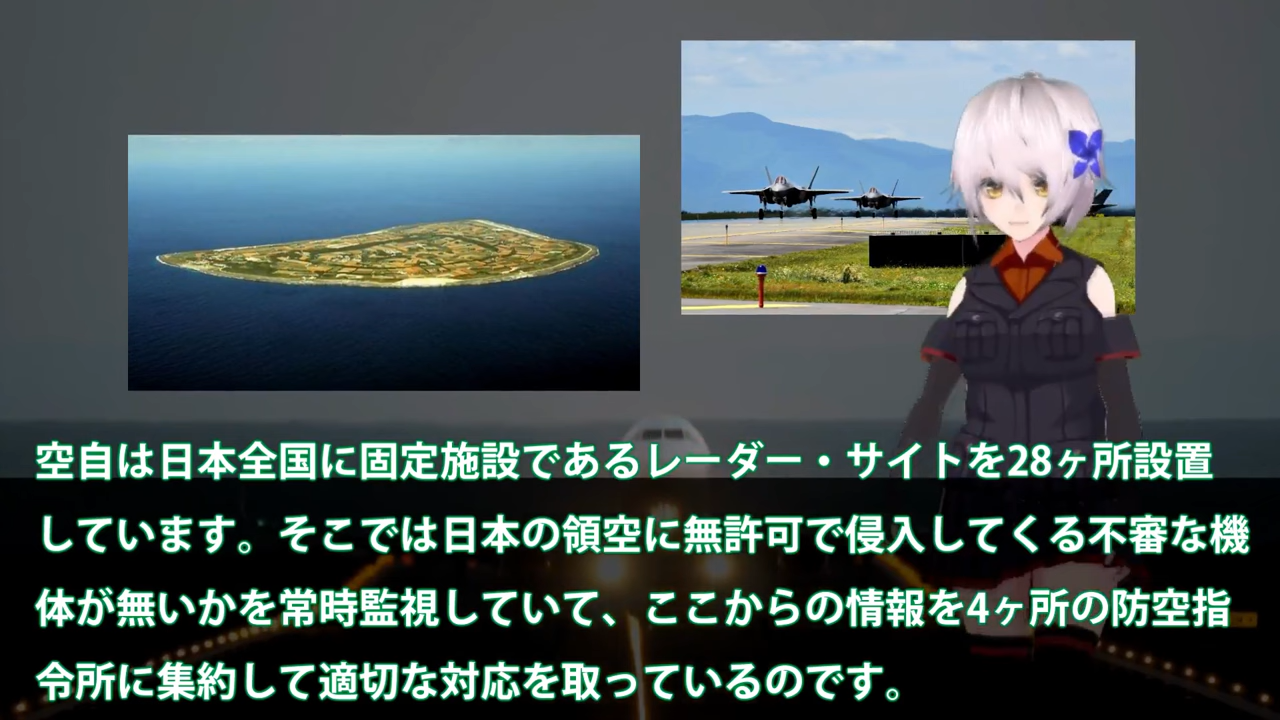 空自は日本全国に固定施設であるレーダー・サイトを28ヶ所設置
しています。そこでは日本の領空に無許可で侵入してくる不審な機
体が無いかを常時監視していて、ここからの情報を4ヶ所の防空指
令所に集約して適切な対応を取っているのです。